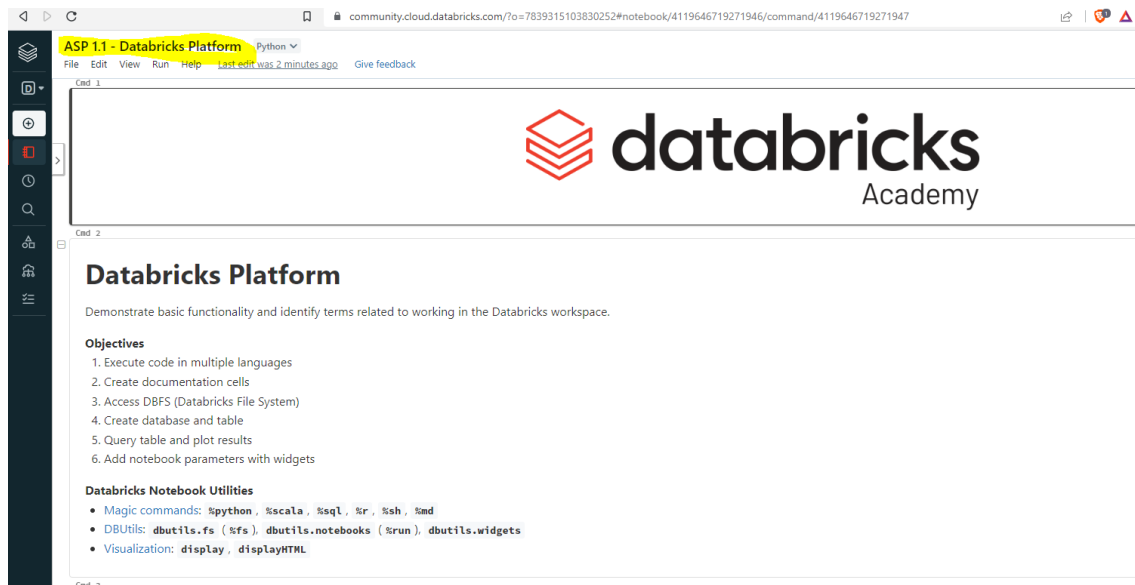 community.cloud.databricks.com/?o=7839315103830252#notebook/4119646719271946/command/4119646719271947
ASP 1.1 - Databricks Platform Python
File Edit View Run Help Last edit was 2 minutes ago Give feedback
D
Cmd 1
databricks
Academy
Cmd 2
Databricks Platform
Demonstrate basic functionality and identify terms related to working in the Databricks workspace.
Objectives
1. Execute code in multiple languages
2. Create documentation cells
3. Access DBFS (Databricks File System)
4. Create database and table
5. Query table and plot results
6. Add notebook parameters with widgets
Databricks Notebook Utilities
• Magic commands: %python , %scala , %sql , %r , %sh , %md
• DBUtils: dbutils.fs ( %fs ), dbutils.notebooks ( %run ), dbutils.widgets
• Visualization: display , displayHTML
Cmd 3